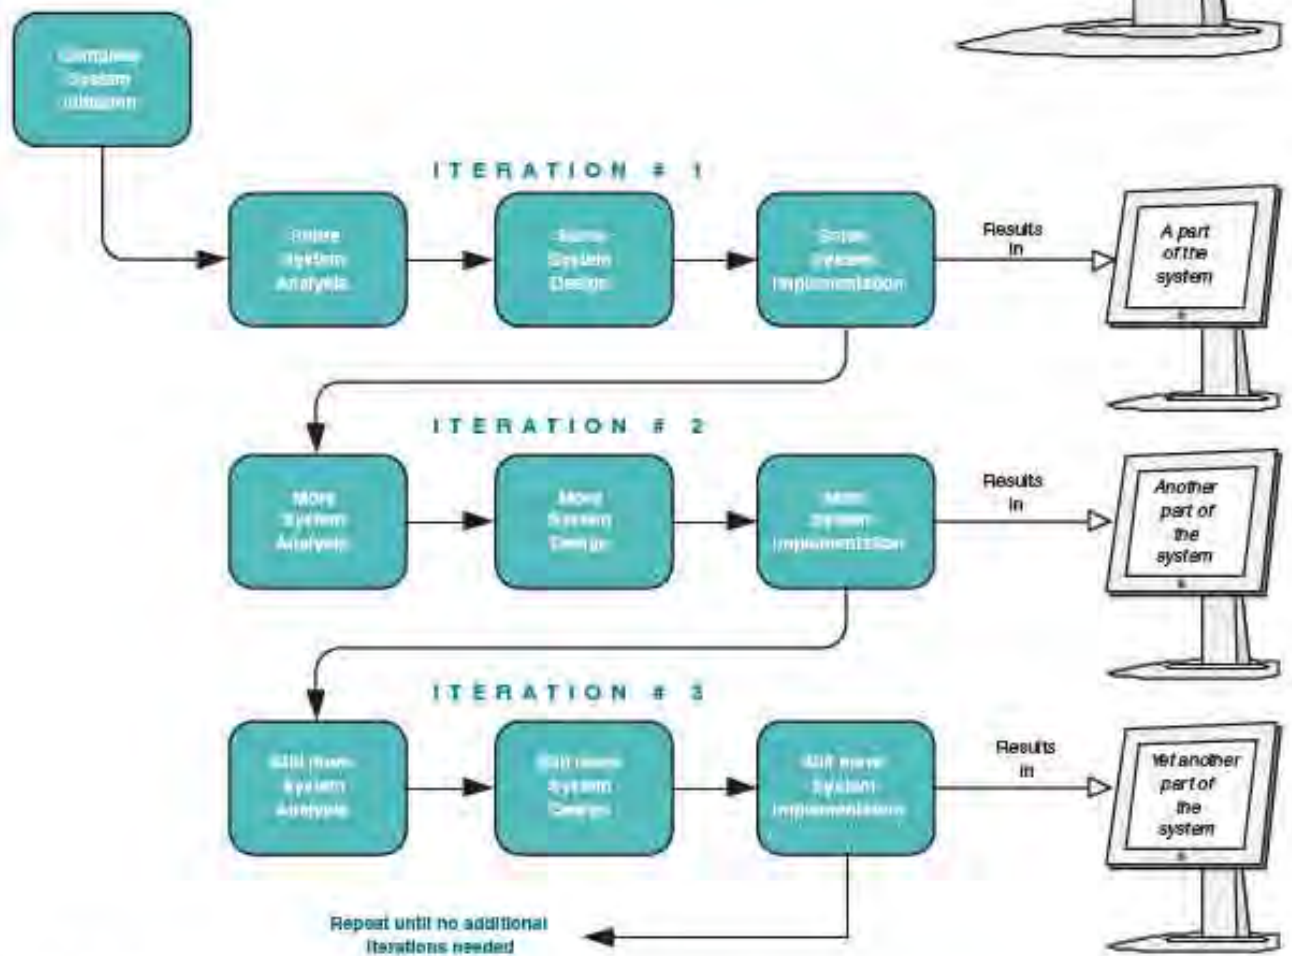 Complete
System
Initiation
ITERATION # 1
Some
System
Analysis
Some
System
Design
Some
System
Implementation
Results
in
A part
of the
system
ITERATION # 2
More
System
Analysis
More
System
Design
More
System
Implementation
Results
in
Another
part of
the
system
ITERATION # 3
Still more
System
Analysis
Still more
System
Design
Still more
System
Implementation
Results
in
Yet another
part of
the
system
Repeat until no additional
iterations needed